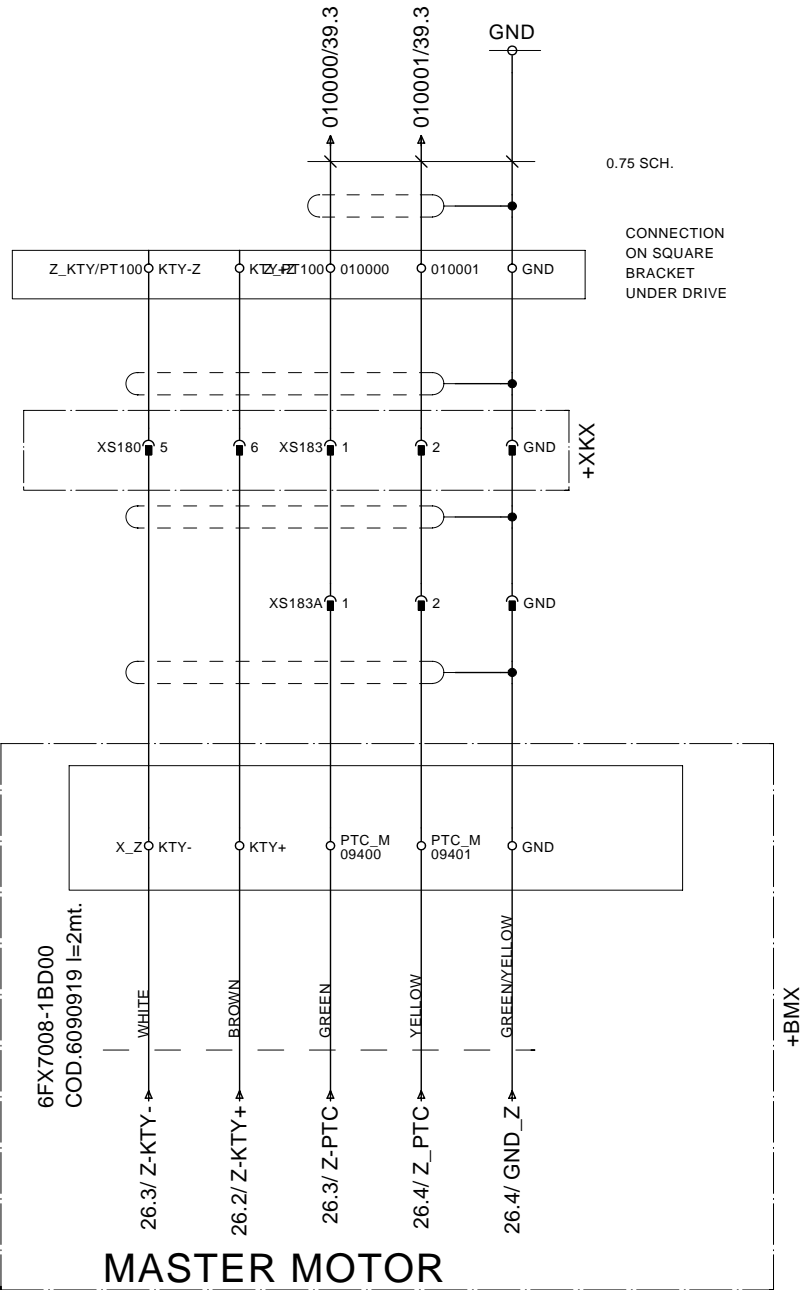 010000/39.3
010001/39.3
GND
0.75 SCH.
CONNECTION
ON SQUARE
BRACKET
UNDER DRIVE
Z_KTY/PT100 KTY-Z KTY+Z Z_PT100 010000 010001 GND
XS180 5 6 XS183 1 2 GND
+XKX
XS183A 1 2 GND
X_Z KTY- KTY+ PTC_M
09400
PTC_M
09401
GND
6FX7008-1BD00
COD.6090919 l=2mt.
WHITE
BROWN
GREEN
YELLOW
GREEN/YELLOW
+BMX
26.3/ Z-KTY-
26.2/ Z-KTY+
26.3/ Z-PTC
26.4/ Z_PTC
26.4/ GND_Z
MASTER MOTOR